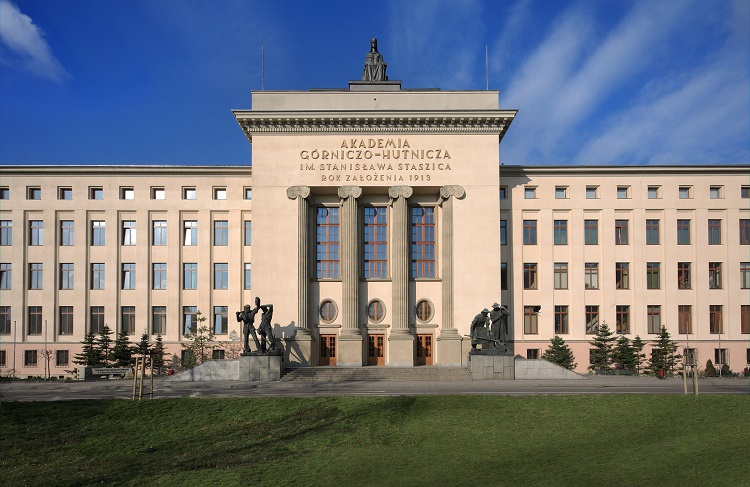 AKADEMIA
GÓRNICZO-HUTNICZA
IM. STANISŁAWA STASZICA
ROK ZAŁOŻENIA 1913